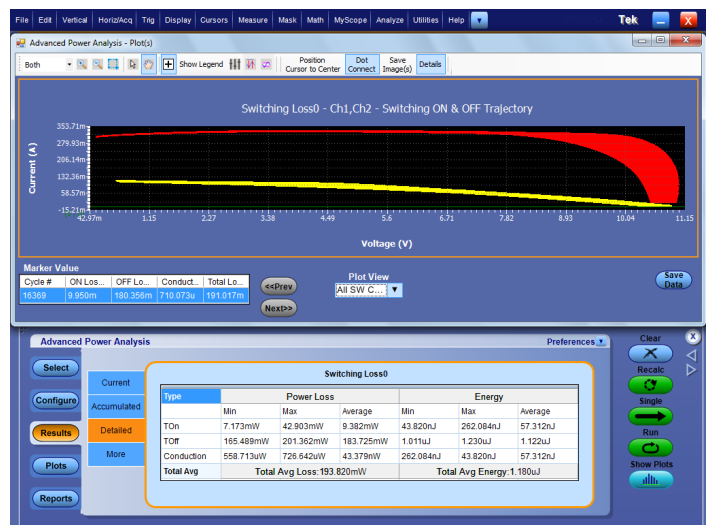 File Edit Vertical Horiz/Acq Trig Display Cursors Measure Mask Math MyScope Analyze Utilities Help Tek X
Advanced Power Analysis - Plot(s)
Both Show Legend Position Cursor to Center Dot Connect Save Image(s) Details
Switching Loss0 - Ch1,Ch2 - Switching ON & OFF Trajectory
Current (A)
353.71m
279.93m
206.14m
132.36m
58.57m
-15.21m
42.97m 1.15 2.27 3.38 4.49 5.6 6.71 7.82 8.93 10.04 11.15
Voltage (V)
Marker Value
Cycle # ON Los... OFF Lo... Conduct... Total Lo...
16369 9.950m 180.356m 710.073u 191.017m
<<Prev
Next>>
Plot View
All SW C...
Save Data
Advanced Power Analysis Preferences Clear X
Select
Configure
Results
Plots
Reports
Current
Accumulated
Detailed
More
Switching Loss0
Type Power Loss Energy
Min Max Average Min Max Average
TOn 7.173mW 42.903mW 9.382mW 43.820nJ 262.084nJ 57.312nJ
TOff 165.489mW 201.362mW 183.725mW 1.011uJ 1.230uJ 1.122uJ
Conduction 558.713uW 726.642uW 43.379nW 262.084nJ 43.820nJ 57.312nJ
Total Avg Total Avg Loss:193.820mW Total Avg Energy:1.180uJ
Recalc
Single
Run
Show Plots